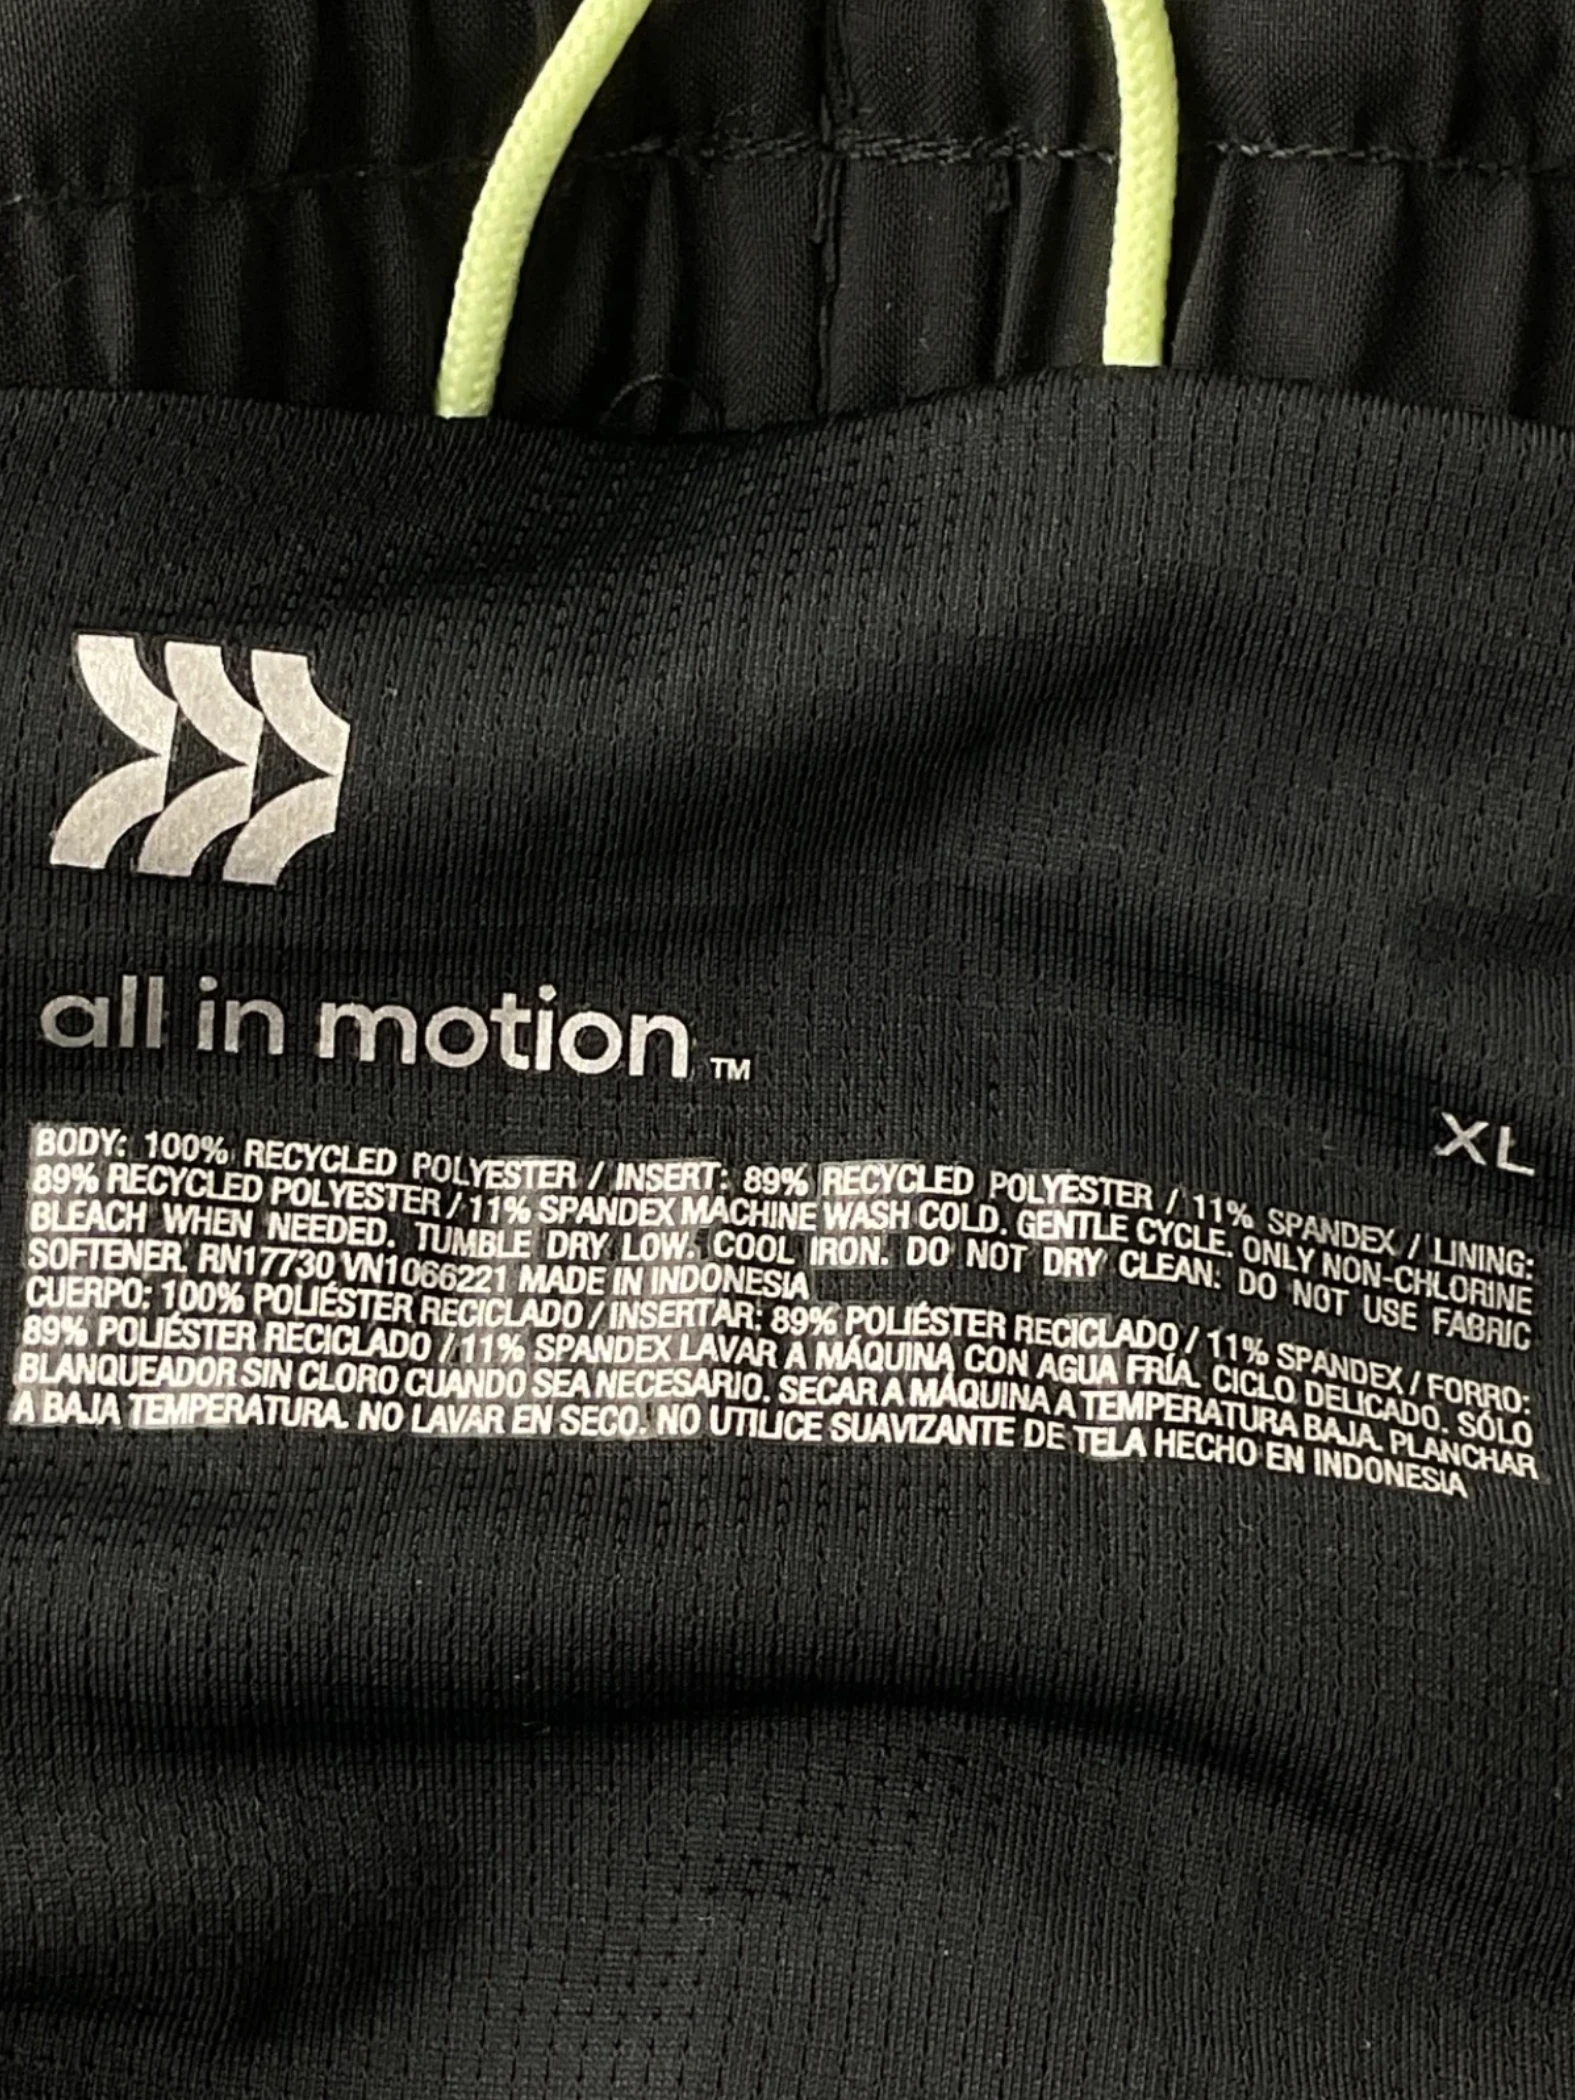 all in motion™
XL
BODY: 100% RECYCLED POLYESTER / INSERT: 89% RECYCLED POLYESTER / 11% SPANDEX / LINING:
89% RECYCLED POLYESTER / 11% SPANDEX MACHINE WASH COLD. GENTLE CYCLE. ONLY NON-CHLORINE
BLEACH WHEN NEEDED. TUMBLE DRY LOW. COOL IRON. DO NOT DRY CLEAN. DO NOT USE FABRIC
SOFTENER. RN17730 VN1066221 MADE IN INDONESIA
CUERPO: 100% POLIÉSTER RECICLADO / INSERTAR: 89% POLIÉSTER RECICLADO / 11% SPANDEX / FORRO:
89% POLIÉSTER RECICLADO / 11% SPANDEX LAVAR A MÁQUINA CON AGUA FRÍA. CICLO DELICADO. SÓLO
BLANQUEADOR SIN CLORO CUANDO SEA NECESARIO. SECAR A MÁQUINA A TEMPERATURA BAJA. PLANCHAR
A BAJA TEMPERATURA. NO LAVAR EN SECO. NO UTILICE SUAVIZANTE DE TELA HECHO EN INDONESIA